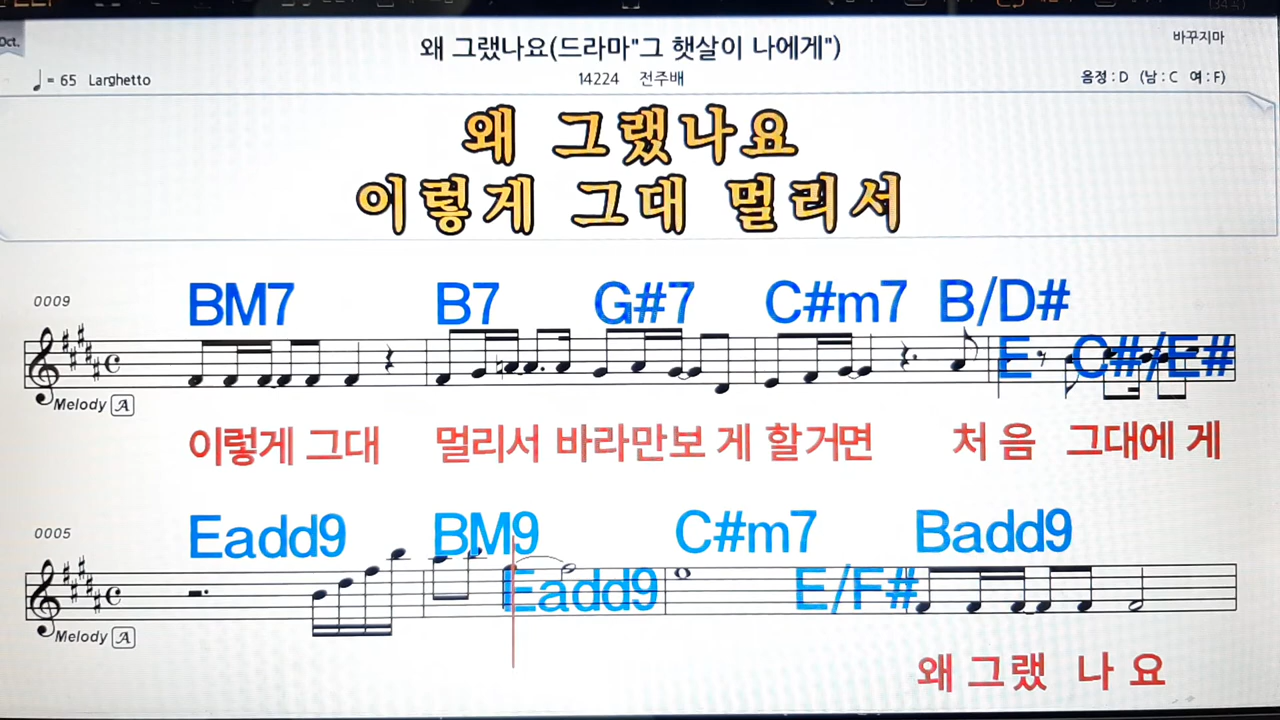 Oct.
왜 그랬나요(드라마"그 햇살이 나에게")
바꾸지마
♩= 65 Larghetto
14224 전주배
음정 : D (남 : C 여 : F)
왜 그랬나요
이렇게 그대 멀리서
0009
BM7 B7 G#7 C#m7 B/D#
E C#/E#
Melody A
이렇게 그대 멀리서 바라만보 게 할거면 처 음 그대에 게
0005
Eadd9 BM9 C#m7 Badd9
Eadd9 E/F#
Melody A
왜 그랬 나 요